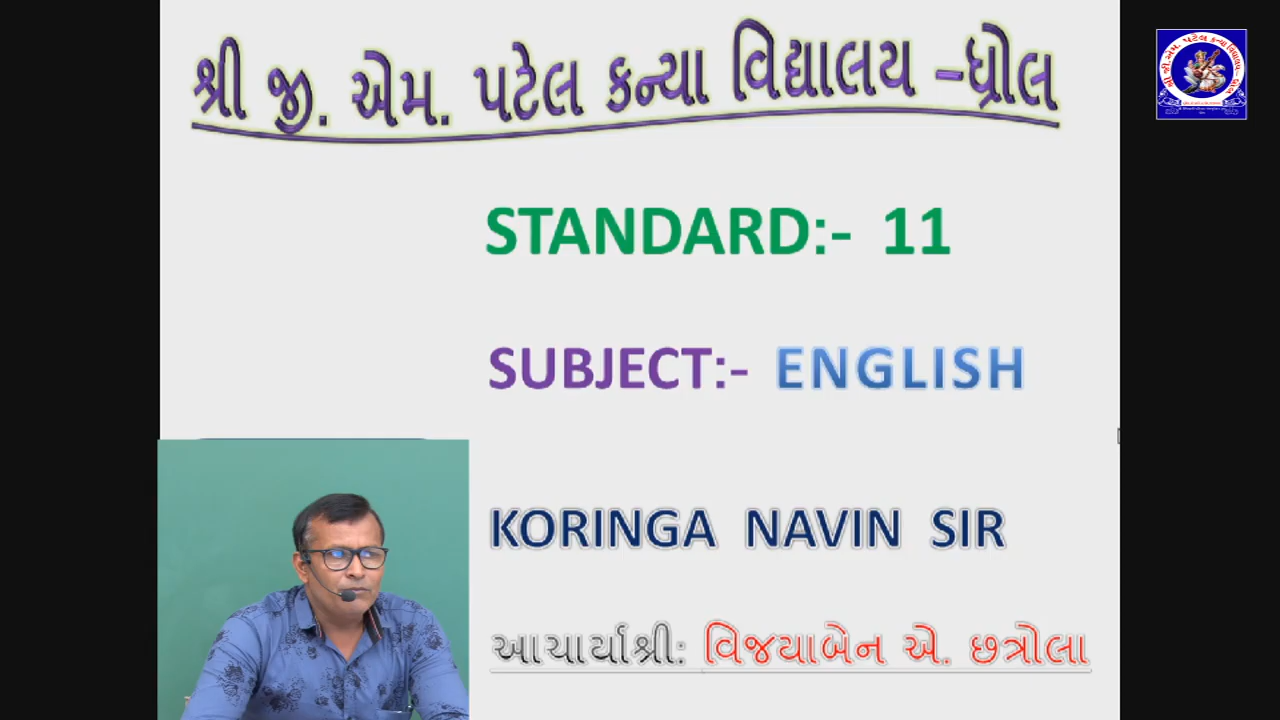 શ્રી જી. એમ. પટેલ કન્યા વિદ્યાલય –ધ્રોલ
STANDARD:- 11
SUBJECT:- ENGLISH
KORINGA NAVIN SIR
આચાર્યાશ્રી: વિજયાબેન એ. છત્રોલા